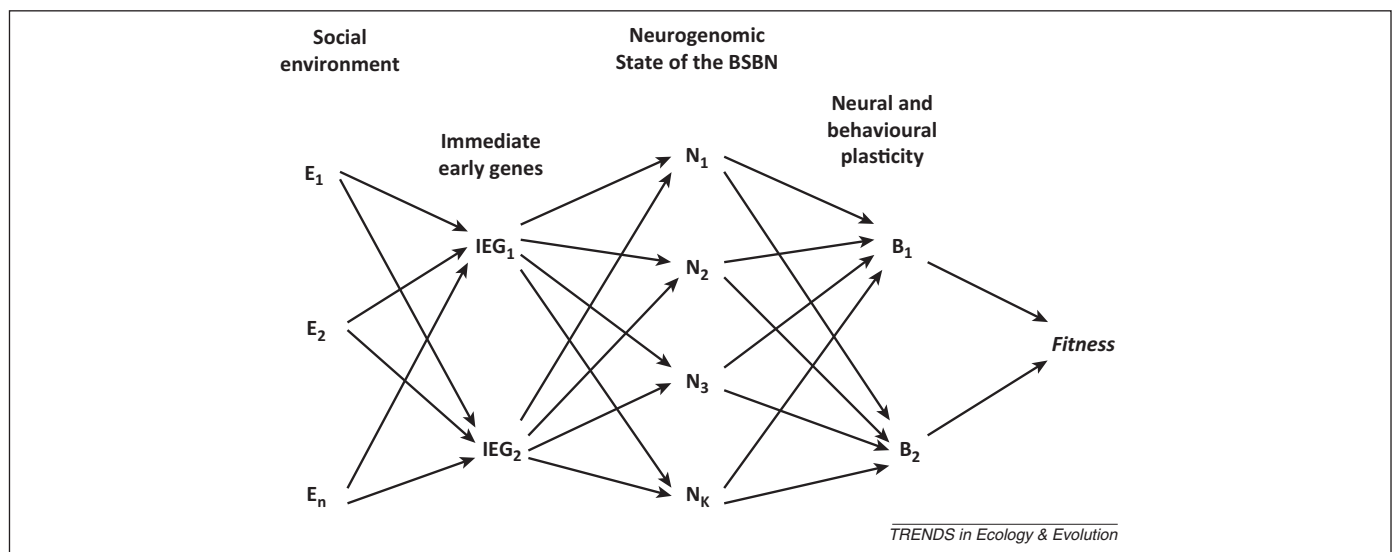 Social
environment
Neurogenomic
State of the BSBN
Neural and
behavioural
plasticity
Immediate
early genes
E1
E2
En
IEG1
IEG2
N1
N2
N3
NK
B1
B2
Fitness
TRENDS in Ecology & Evolution